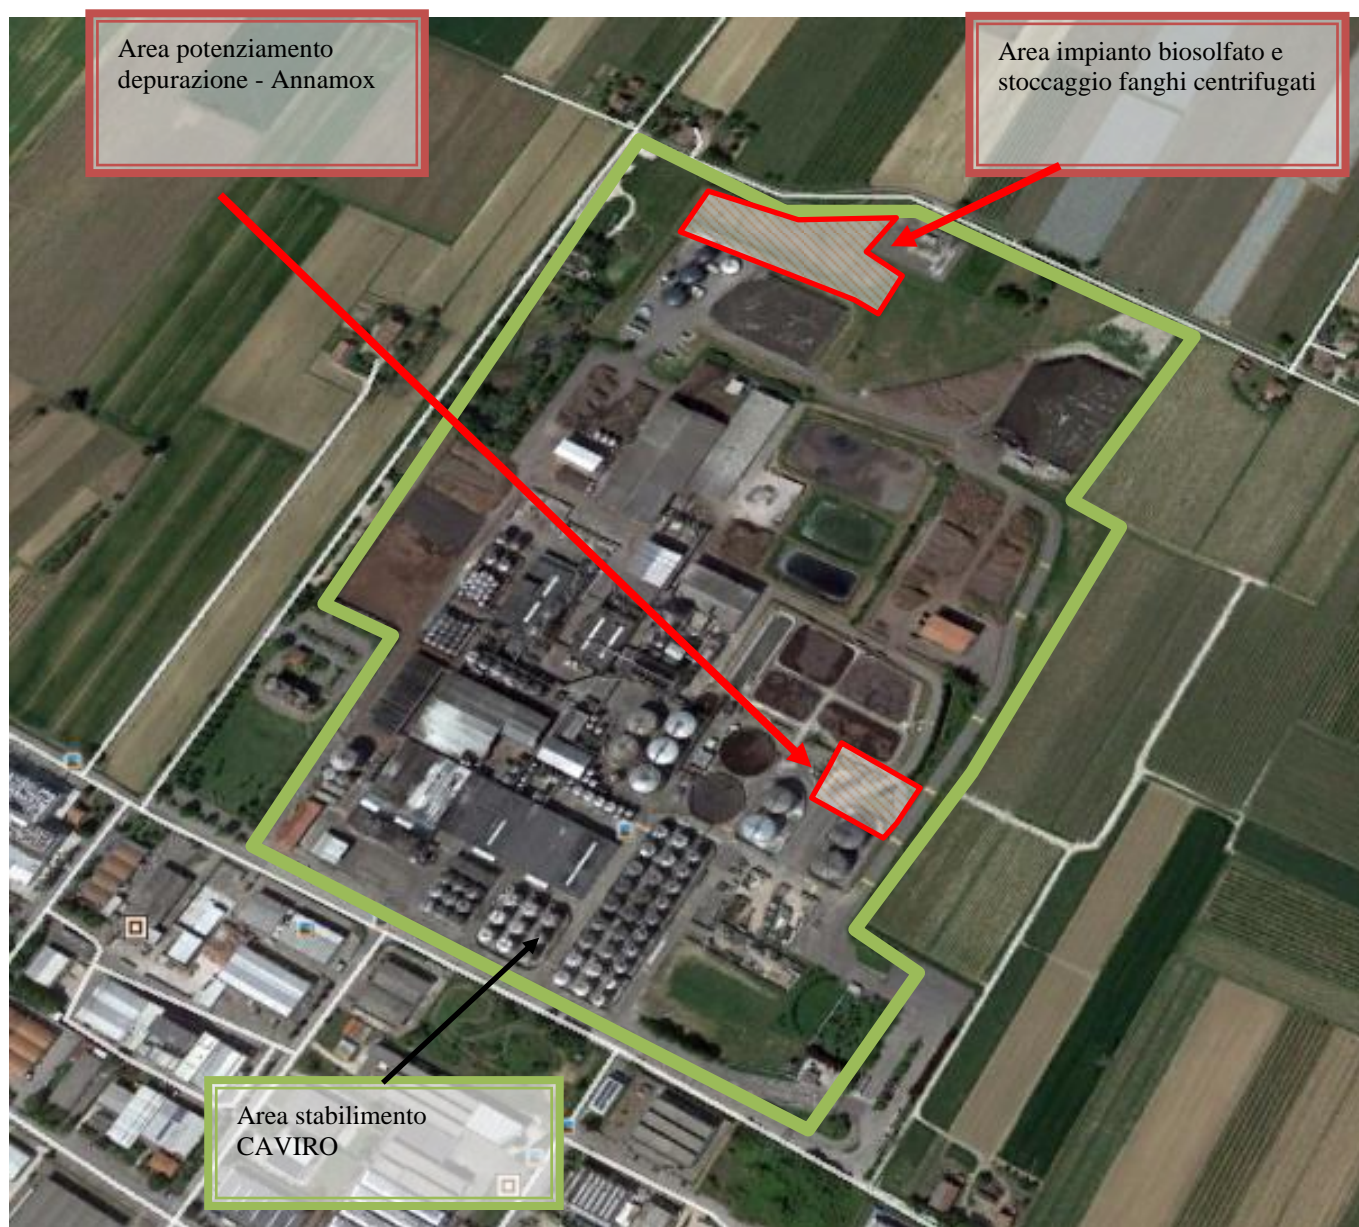 Area potenziamento
depurazione - Annamox
Area impianto biosolfato e
stoccaggio fanghi centrifugati
Area stabilimento
CAVIRO